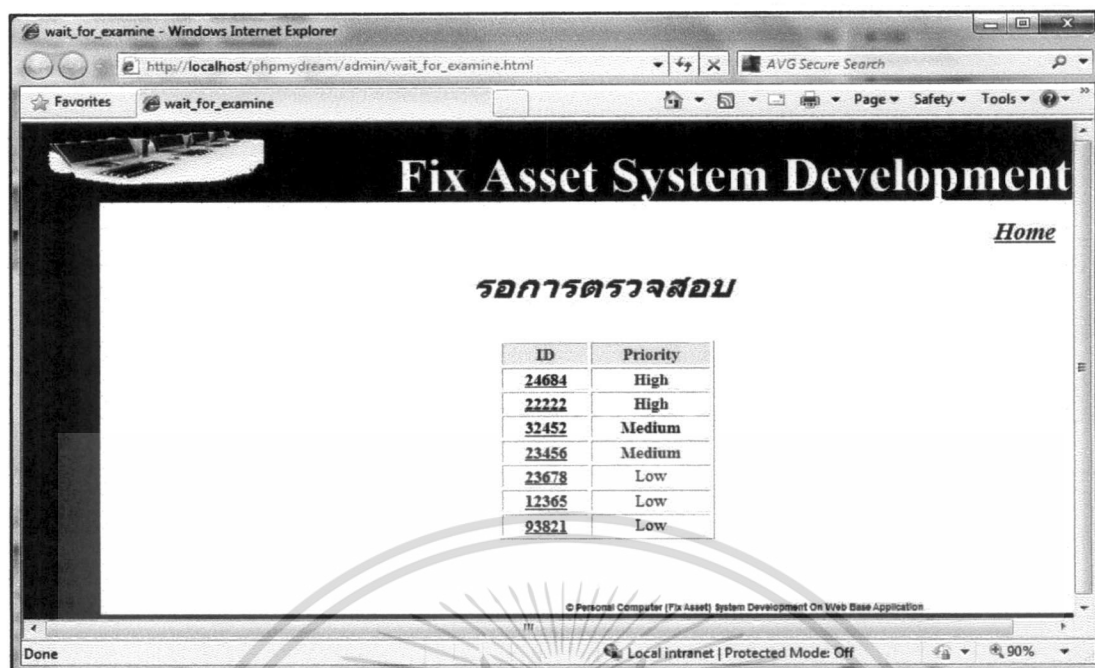 wait_for_examine - Windows Internet Explorer
http://localhost/phpmydream/admin/wait_for_examine.html
AVG Secure Search
Favorites
wait_for_examine
Page
Safety
Tools
Fix Asset System Development
Home
รอการตรวจสอบ
ID Priority
24684 High
22222 High
32452 Medium
23456 Medium
23678 Low
12365 Low
93821 Low
© Personal Computer (Fix Asset) System Development On Web Base Application
Done
Local intranet | Protected Mode: Off
90%